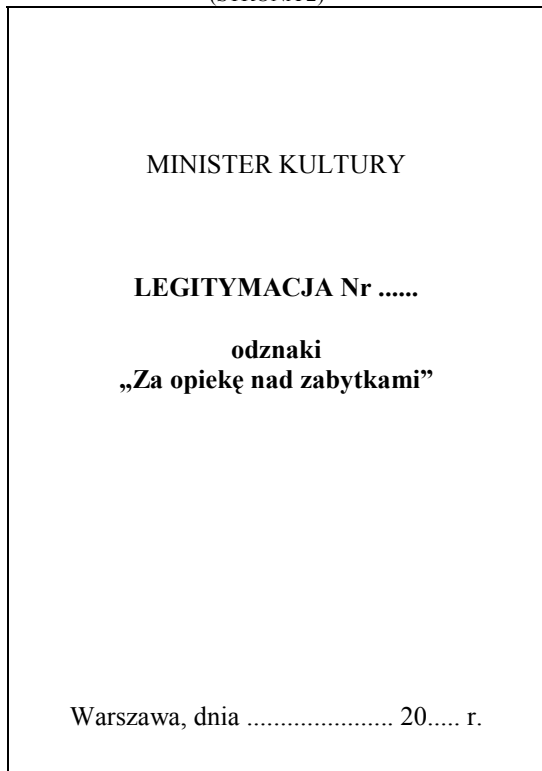 MINISTER KULTURY
LEGITYMACJA Nr ......
odznaki
„Za opiekę nad zabytkami”
Warszawa, dnia ...................... 20..... r.